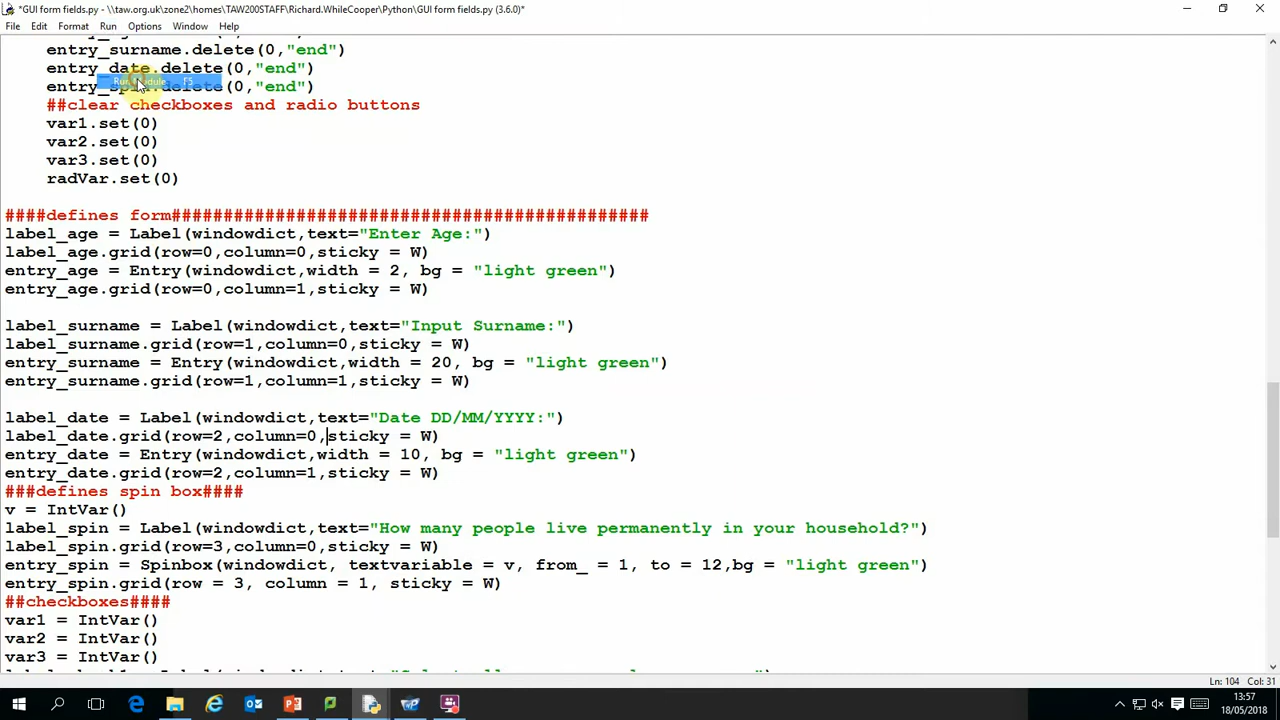 *GUI form fields.py - \\taw.org.uk\zone2\homes\TAW200STAFF\Richard.WhileCooper\Python\GUI form fields.py (3.6.0)*
File Edit Format Run Options Window Help
entry_surname.delete(0,"end")
entry_date.delete(0,"end")
Run Module F5
entry_spin.delete(0,"end")
##clear checkboxes and radio buttons
var1.set(0)
var2.set(0)
var3.set(0)
radVar.set(0)
####defines form##############################################
label_age = Label(windowdict,text="Enter Age:")
label_age.grid(row=0,column=0,sticky = W)
entry_age = Entry(windowdict,width = 2, bg = "light green")
entry_age.grid(row=0,column=1,sticky = W)
label_surname = Label(windowdict,text="Input Surname:")
label_surname.grid(row=1,column=0,sticky = W)
entry_surname = Entry(windowdict,width = 20, bg = "light green")
entry_surname.grid(row=1,column=1,sticky = W)
label_date = Label(windowdict,text="Date DD/MM/YYYY:")
label_date.grid(row=2,column=0,sticky = W)
entry_date = Entry(windowdict,width = 10, bg = "light green")
entry_date.grid(row=2,column=1,sticky = W)
###defines spin box####
v = IntVar()
label_spin = Label(windowdict,text="How many people live permanently in your household?")
label_spin.grid(row=3,column=0,sticky = W)
entry_spin = Spinbox(windowdict, textvariable = v, from_ = 1, to = 12,bg = "light green")
entry_spin.grid(row = 3, column = 1, sticky = W)
##checkboxes####
var1 = IntVar()
var2 = IntVar()
var3 = IntVar()
Ln: 104 Col: 31
13:57
18/05/2018